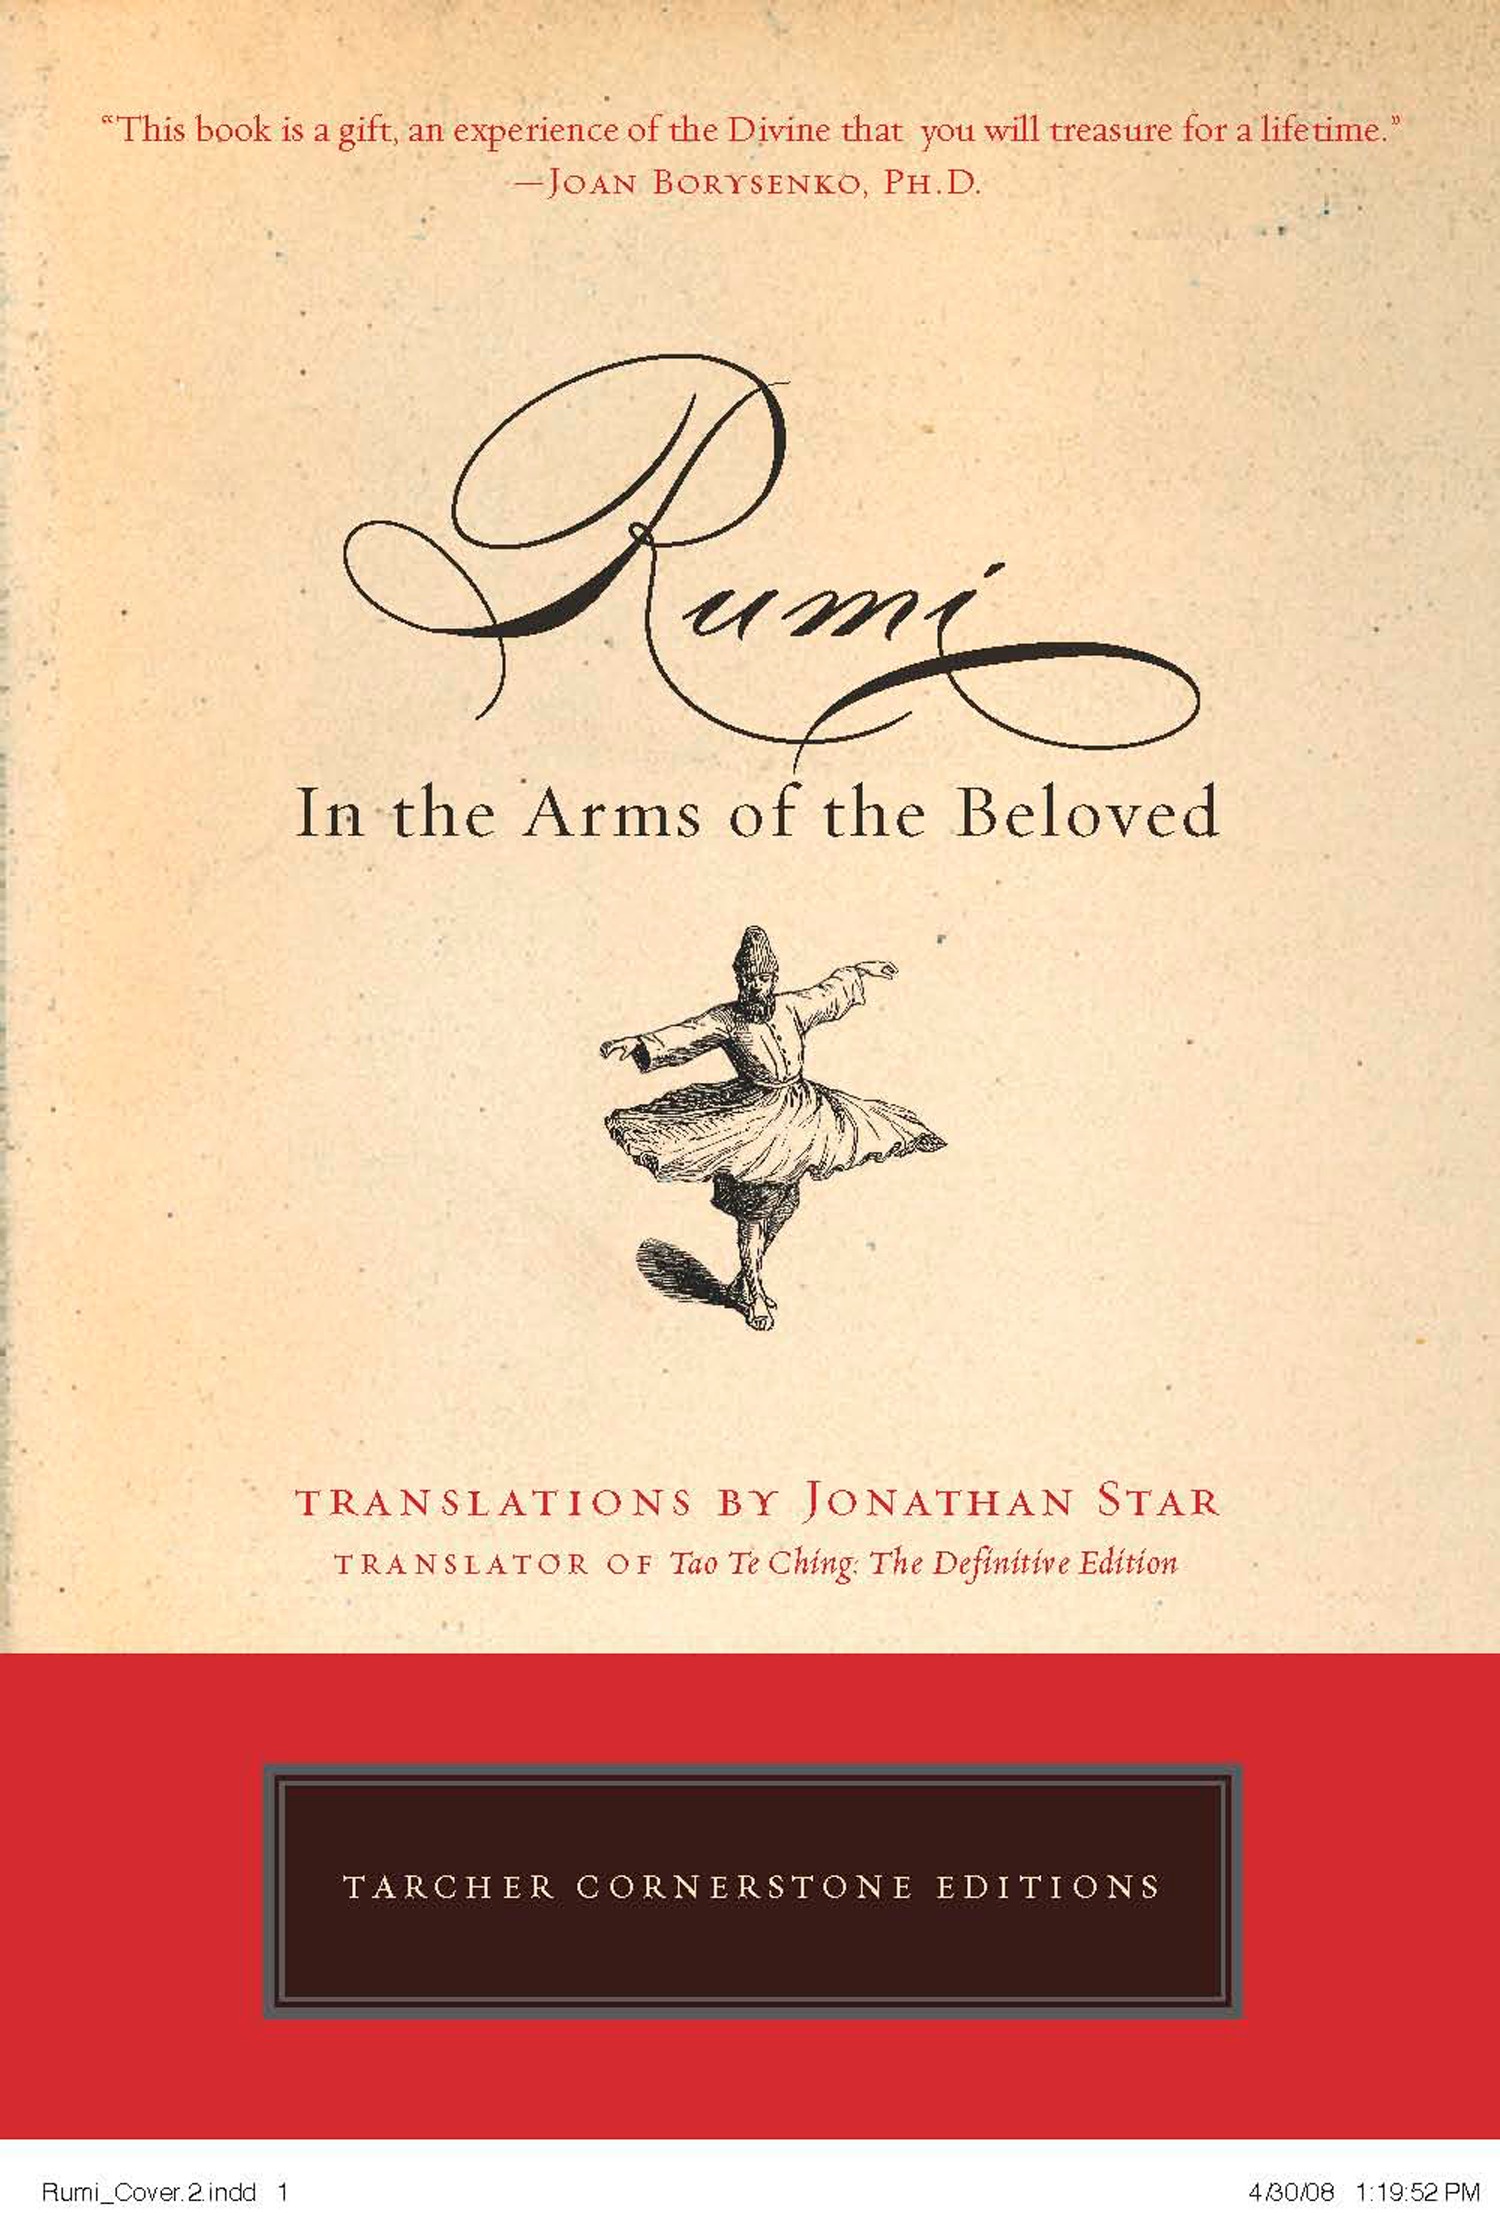 “This book is a gift, an experience of the Divine that you will treasure for a lifetime.”
—Joan Borysenko, Ph.D.
Rumi
In the Arms of the Beloved
translations by Jonathan Star
translator of Tao Te Ching: The Definitive Edition
TARCHER CORNERSTONE EDITIONS
Rumi_Cover.2.indd 1
4/30/08 1:19:52 PM